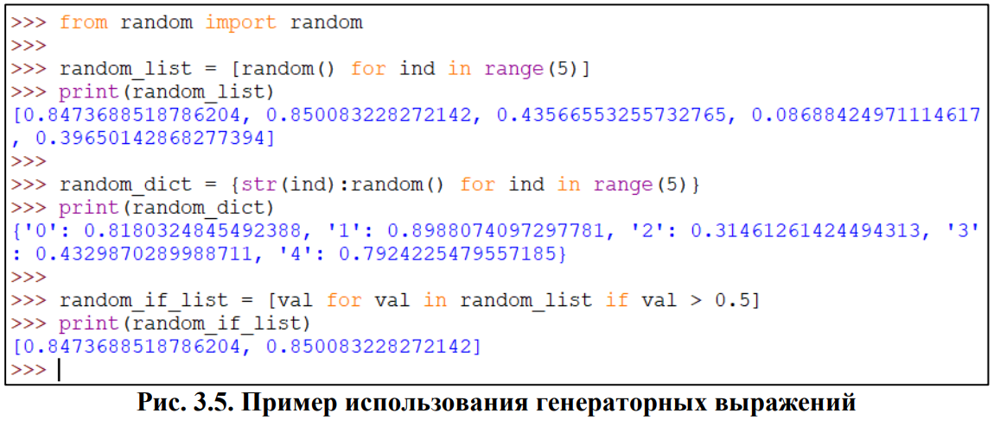 >>> from random import random
>>>
>>> random_list = [random() for ind in range(5)]
>>> print(random_list)
[0.8473688518786204, 0.850083228272142, 0.43566553255732765, 0.08688424971114617
, 0.39650142868277394]
>>>
>>> random_dict = {str(ind):random() for ind in range(5)}
>>> print(random_dict)
{'0': 0.8180324845492388, '1': 0.8988074097297781, '2': 0.31461261424494313, '3'
: 0.4329870289988711, '4': 0.7924225479557185}
>>>
>>> random_if_list = [val for val in random_list if val > 0.5]
>>> print(random_if_list)
[0.8473688518786204, 0.850083228272142]
>>>
Рис. 3.5. Пример использования генераторных выражений